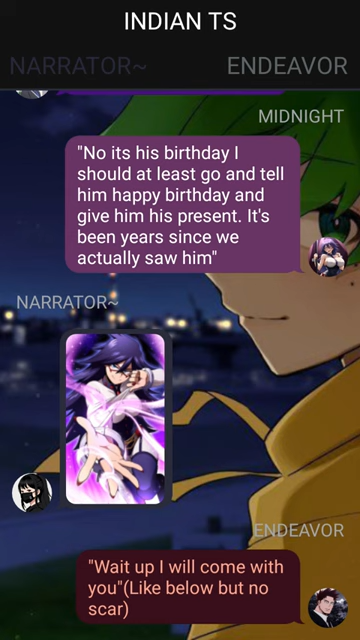 INDIAN TS
NARRATOR~ ENDEAVOR
MIDNIGHT
"No its his birthday I
should at least go and tell
him happy birthday and
give him his present. It's
been years since we
actually saw him"
NARRATOR~
ENDEAVOR
"Wait up I will come with
you"(Like below but no
scar)